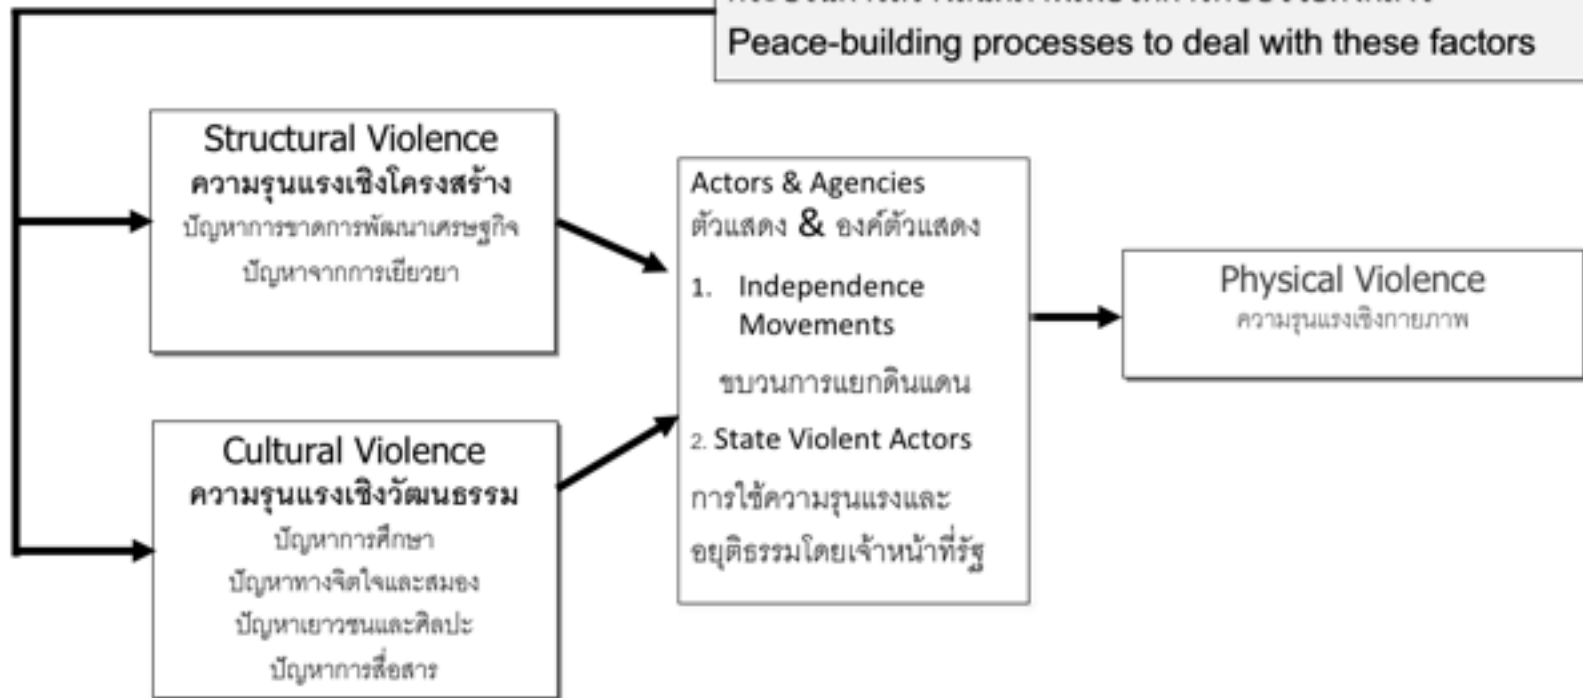 Peace-building processes to deal with these factors
Structural Violence
ความรุนแรงเชิงโครงสร้าง
ปัญหาการขาดการพัฒนาเศรษฐกิจ
ปัญหาจากการเยียวยา
Cultural Violence
ความรุนแรงเชิงวัฒนธรรม
ปัญหาการศึกษา
ปัญหาทางจิตใจและสมอง
ปัญหาเยาวชนและศิลปะ
ปัญหาการสื่อสาร
Actors & Agencies
ตัวแสดง & องค์ตัวแสดง
1. Independence
Movements
ขบวนการแยกดินแดน
2. State Violent Actors
การใช้ความรุนแรงและ
อยุติธรรมโดยเจ้าหน้าที่รัฐ
Physical Violence
ความรุนแรงเชิงกายภาพ